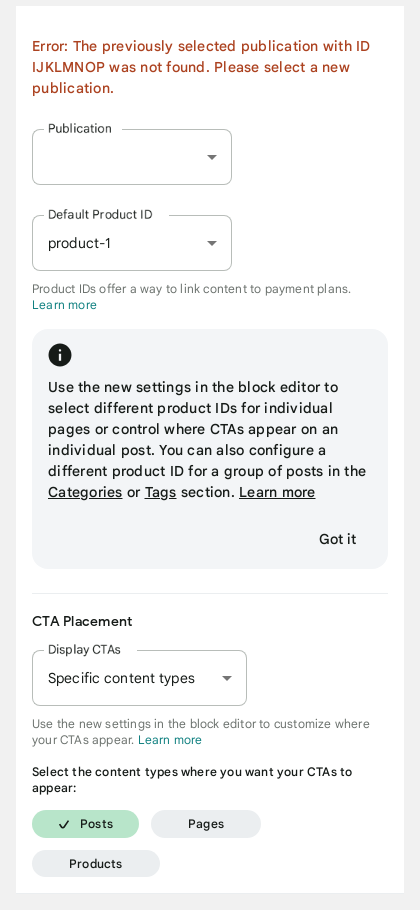 Error: The previously selected publication with ID
IJKLMNOP was not found. Please select a new
publication.
Publication
Default Product ID
product-1
Product IDs offer a way to link content to payment plans.
Learn more
Use the new settings in the block editor to
select different product IDs for individual
pages or control where CTAs appear on an
individual post. You can also configure a
different product ID for a group of posts in the
Categories or Tags section. Learn more
Got it
CTA Placement
Display CTAs
Specific content types
Use the new settings in the block editor to customize where
your CTAs appear. Learn more
Select the content types where you want your CTAs to
appear:
Posts
Pages
Products